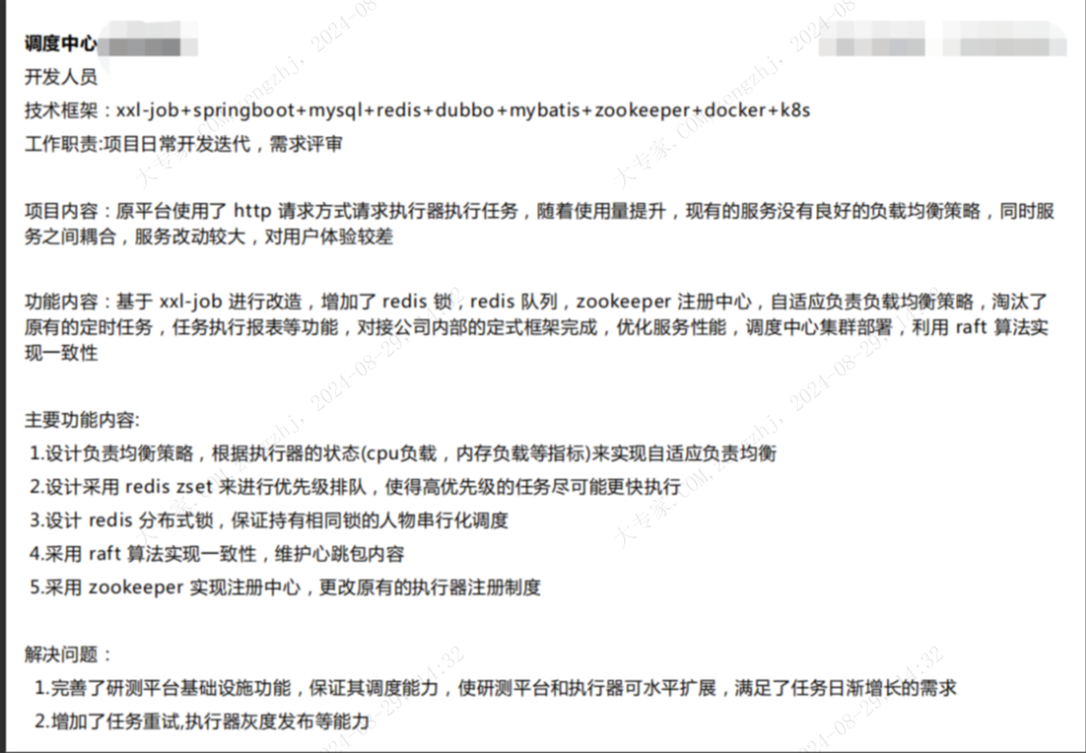 调度中心
开发人员
技术框架：xxl-job+springboot+mysql+redis+dubbo+mybatis+zookeeper+docker+k8s
工作职责:项目日常开发迭代，需求评审
项目内容：原平台使用了 http 请求方式请求执行器执行任务，随着使用量提升，现有的服务没有良好的负载均衡策略，同时服
务之间耦合，服务改动较大，对用户体验较差
功能内容：基于 xxl-job 进行改造，增加了 redis 锁，redis 队列，zookeeper 注册中心，自适应负责负载均衡策略，淘汰了
原有的定时任务，任务执行报表等功能，对接公司内部的定式框架完成，优化服务性能，调度中心集群部署，利用 raft 算法实
现一致性
主要功能内容:
1.设计负责均衡策略，根据执行器的状态(cpu负载，内存负载等指标)来实现自适应负责均衡
2.设计采用 redis zset 来进行优先级排队，使得高优先级的任务尽可能更快执行
3.设计 redis 分布式锁，保证持有相同锁的人物串行化调度
4.采用 raft 算法实现一致性，维护心跳包内容
5.采用 zookeeper 实现注册中心，更改原有的执行器注册制度
解决问题：
1.完善了研测平台基础设施功能，保证其调度能力，使研测平台和执行器可水平扩展，满足了任务日渐增长的需求
2.增加了任务重试,执行器灰度发布等能力